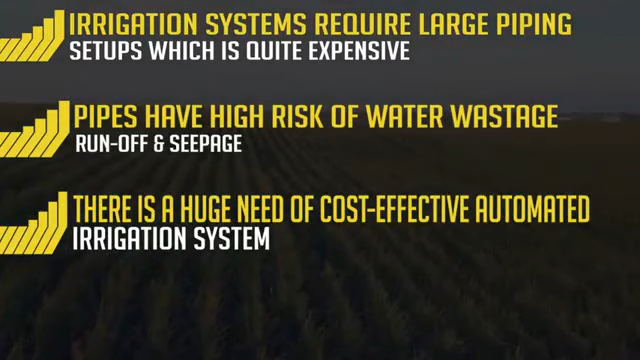 IRRIGATION SYSTEMS REQUIRE LARGE PIPING
SETUPS WHICH IS QUITE EXPENSIVE
PIPES HAVE HIGH RISK OF WATER WASTAGE
RUN-OFF & SEEPAGE
THERE IS A HUGE NEED OF COST-EFFECTIVE AUTOMATED
IRRIGATION SYSTEM